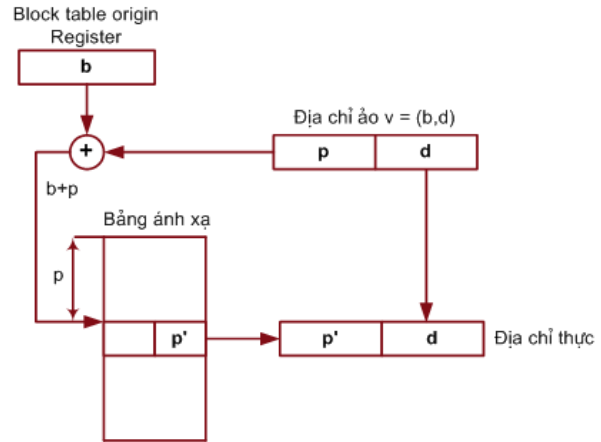 Block table origin
Register
b
Địa chỉ ảo v = (b,d)
+
p d
b+p
Bảng ánh xạ
p
p'
p' d
Địa chỉ thực